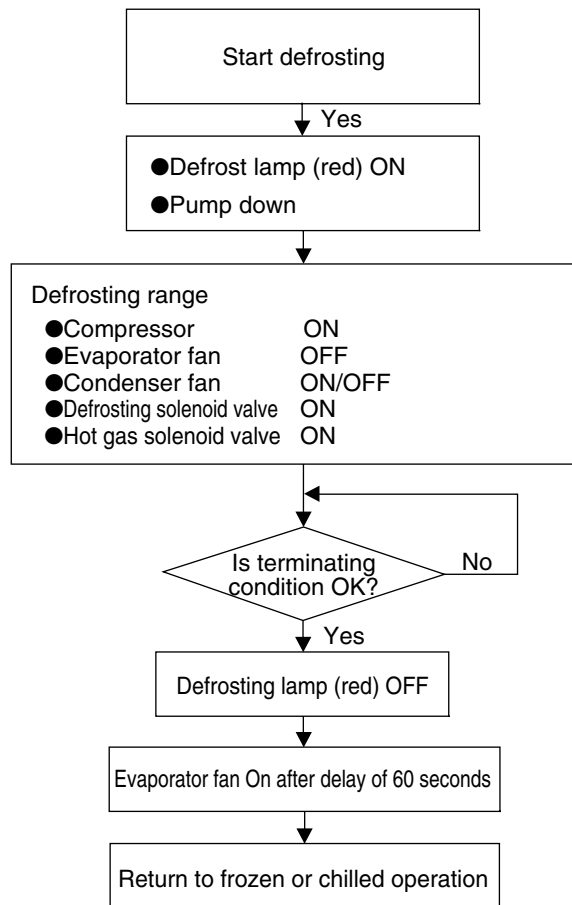 Start defrosting
Yes
●Defrost lamp (red) ON
●Pump down
Defrosting range
●Compressor ON
●Evaporator fan OFF
●Condenser fan ON/OFF
●Defrosting solenoid valve ON
●Hot gas solenoid valve ON
Is terminating
condition OK?
No
Yes
Defrosting lamp (red) OFF
Evaporator fan On after delay of 60 seconds
Return to frozen or chilled operation